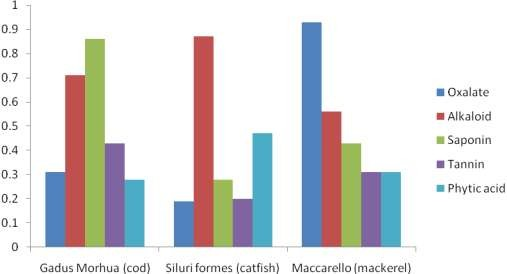 1
0.9
0.8
0.7
0.6
0.5
0.4
0.3
0.2
0.1
0
Gadus Morhua (cod) Siluri formes (catfish) Maccarello (mackerel)
Oxalate
Alkaloid
Saponin
Tannin
Phytic acid